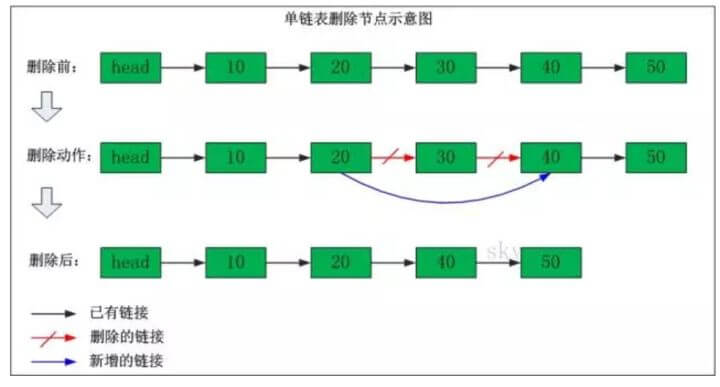 单链表删除节点示意图
删除前: head 10 20 30 40 50
删除动作: head 10 20 30 40 50
删除后: head 10 20 40 50
已有链接
删除的链接
新增的链接